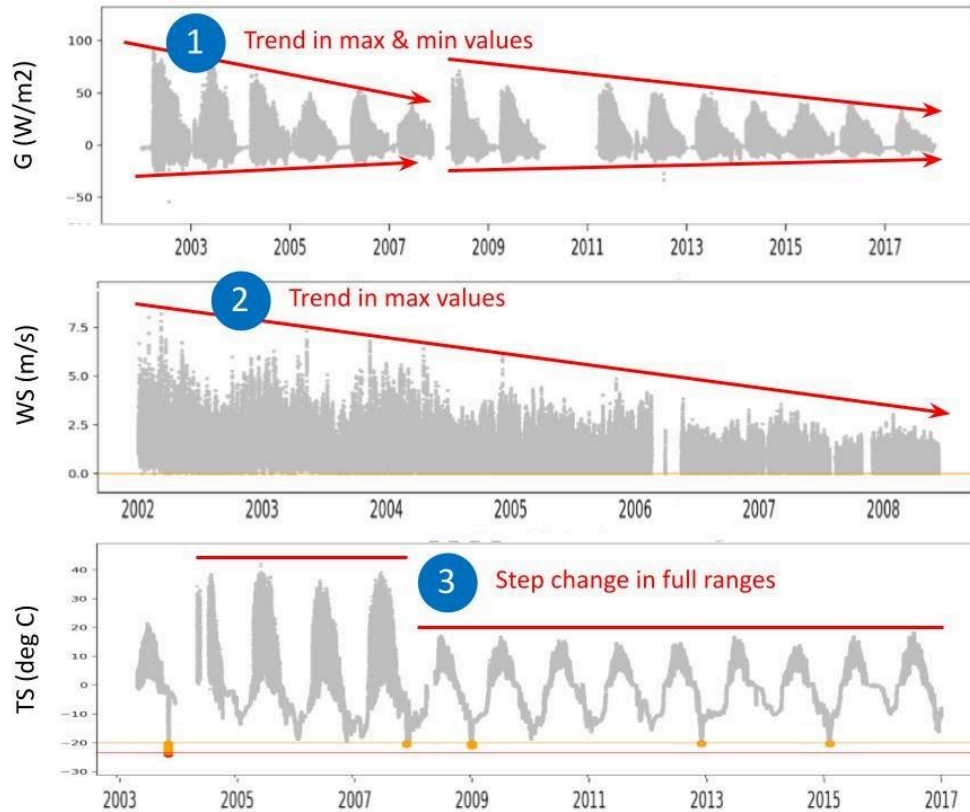 1 Trend in max & min values
G (W/m2)
100
50
0
−50
2003 2005 2007 2009 2011 2013 2015 2017
2 Trend in max values
WS (m/s)
7.5
5.0
2.5
0.0
2002 2003 2004 2005 2006 2007 2008
3 Step change in full ranges
TS (deg C)
40
30
20
10
0
−10
−20
−30
2003 2005 2007 2009 2011 2013 2015 2017